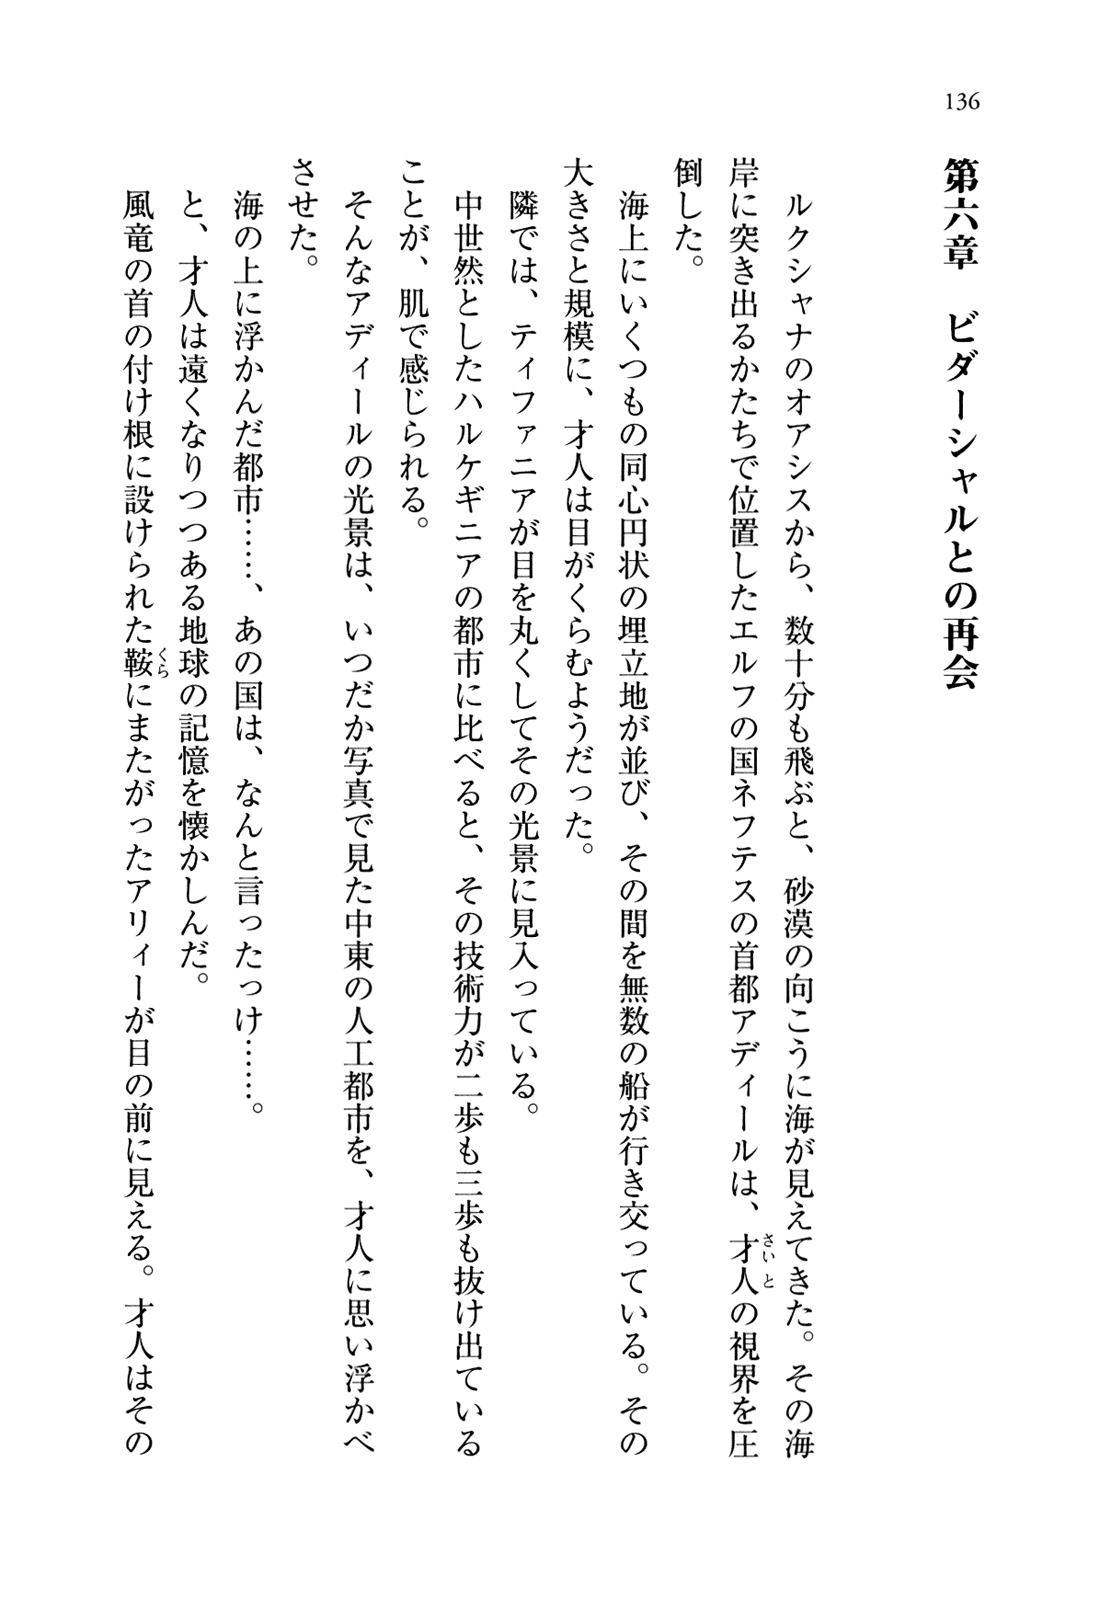 136
第六章　ビダーシャルとの再会
　ルクシャナのオアシスから、数十分も飛ぶと、砂漠の向こうに海が見えてきた。その海
岸に突き出るかたちで位置したエルフの国ネフテスの首都アディールは、才人の視界を圧
さいと
倒した。
　海上にいくつもの同心円状の埋立地が並び、その間を無数の船が行き交っている。その
大きさと規模に、才人は目がくらむようだった。
　隣では、ティファニアが目を丸くしてその光景に見入っている。
　中世然としたハルケギニアの都市に比べると、その技術力が二歩も三歩も抜け出ている
ことが、肌で感じられる。
　そんなアディールの光景は、いつだか写真で見た中東の人工都市を、才人に思い浮かべ
させた。
　海の上に浮かんだ都市……、あの国は、なんと言ったっけ……。
　と、才人は遠くなりつつある地球の記憶を懐かしんだ。
　風竜の首の付け根に設けられた鞍にまたがったアリィーが目の前に見える。才人はその
くら